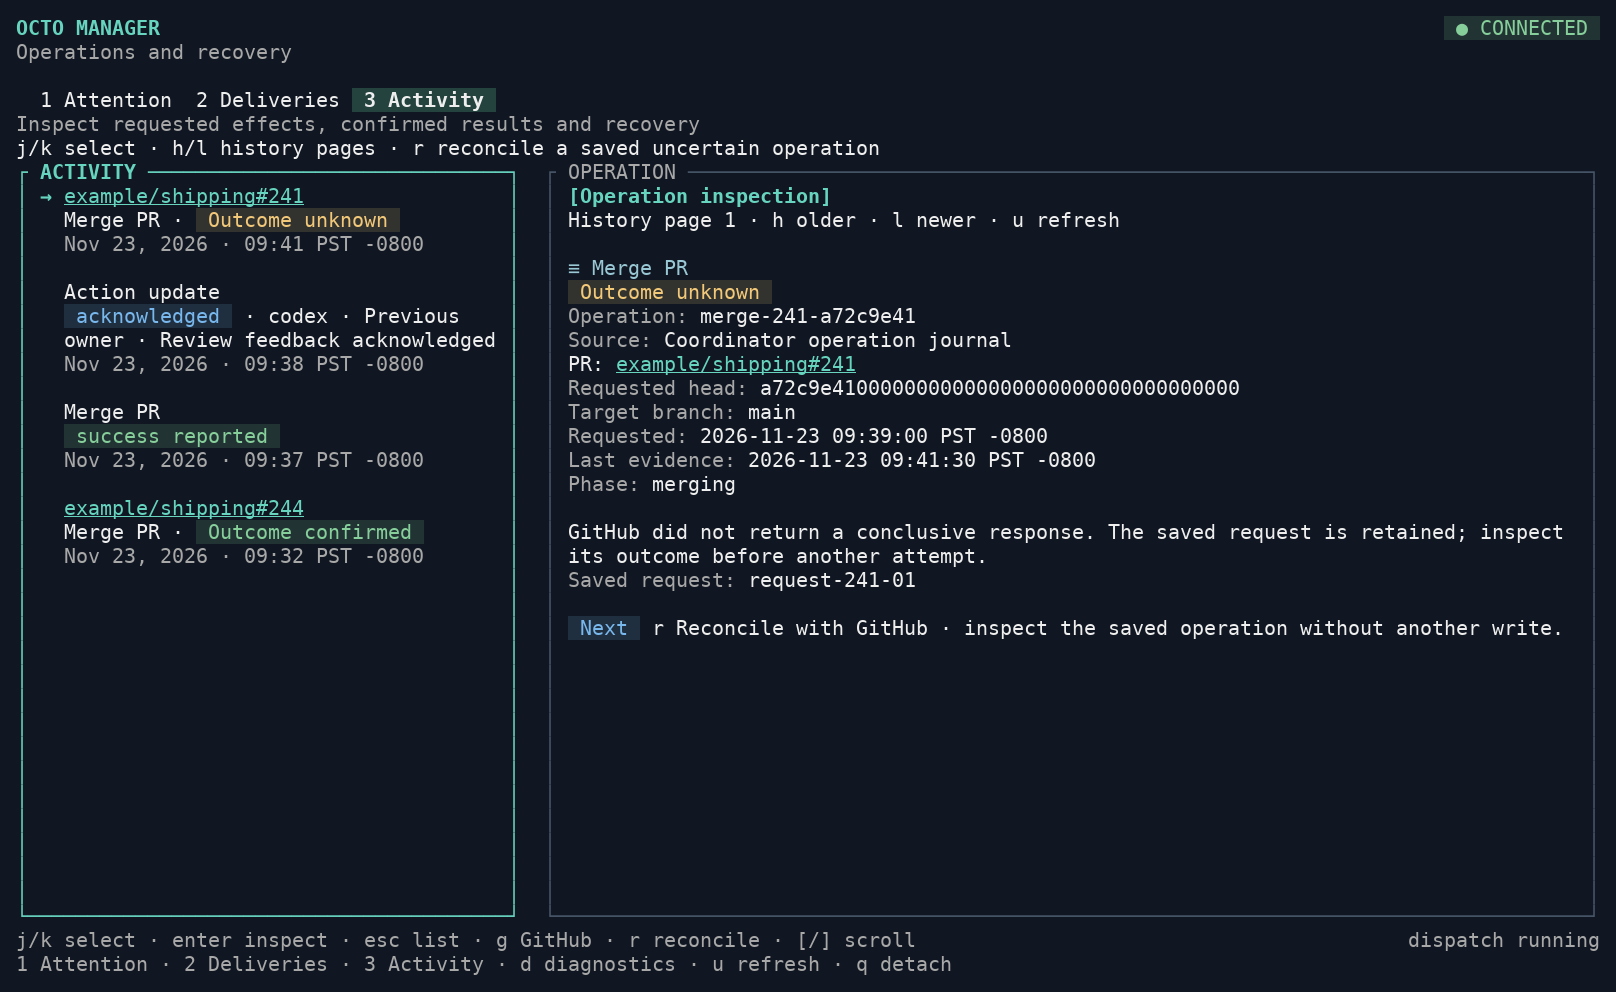 OCTO MANAGER
● CONNECTED
Operations and recovery
1 Attention  2 Deliveries  3 Activity
Inspect requested effects, confirmed results and recovery
j/k select · h/l history pages · r reconcile a saved uncertain operation
ACTIVITY
→ example/shipping#241
Merge PR · Outcome unknown
Nov 23, 2026 · 09:41 PST -0800
Action update
acknowledged · codex · Previous
owner · Review feedback acknowledged
Nov 23, 2026 · 09:38 PST -0800
Merge PR
success reported
Nov 23, 2026 · 09:37 PST -0800
example/shipping#244
Merge PR · Outcome confirmed
Nov 23, 2026 · 09:32 PST -0800
OPERATION
[Operation inspection]
History page 1 · h older · l newer · u refresh
≡ Merge PR
Outcome unknown
Operation: merge-241-a72c9e41
Source: Coordinator operation journal
PR: example/shipping#241
Requested head: a72c9e4100000000000000000000000000000000
Target branch: main
Requested: 2026-11-23 09:39:00 PST -0800
Last evidence: 2026-11-23 09:41:30 PST -0800
Phase: merging
GitHub did not return a conclusive response. The saved request is retained; inspect
its outcome before another attempt.
Saved request: request-241-01
Next r Reconcile with GitHub · inspect the saved operation without another write.
j/k select · enter inspect · esc list · g GitHub · r reconcile · [/] scroll
dispatch running
1 Attention · 2 Deliveries · 3 Activity · d diagnostics · u refresh · q detach